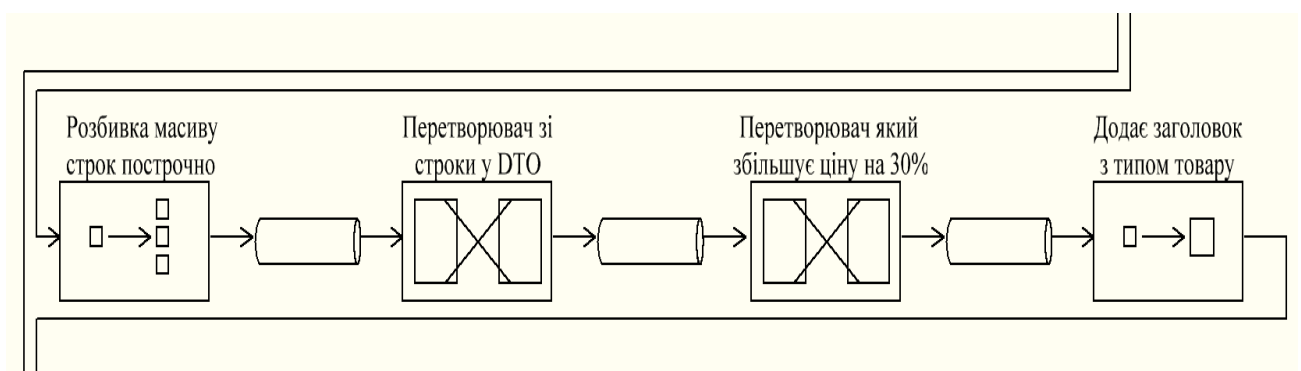 Розбивка масиву
строк построчно
Перетворювач зі
строки у DTO
Перетворювач який
збільшує ціну на 30%
Додає заголовок
з типом товару